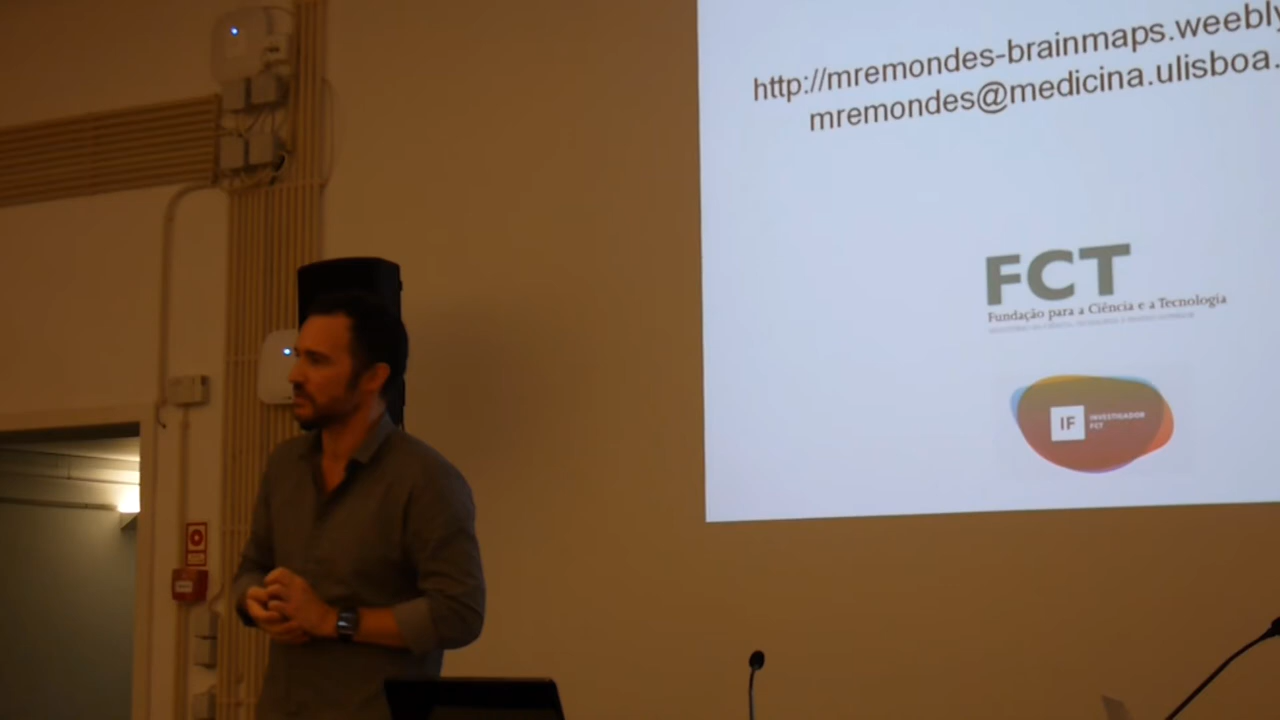 http://mremondes-brainmaps.weebly
mremondes@medicina.ulisboa.
FCT
Fundação para a Ciência e a Tecnologia
IF
INVESTIGADOR
FCT